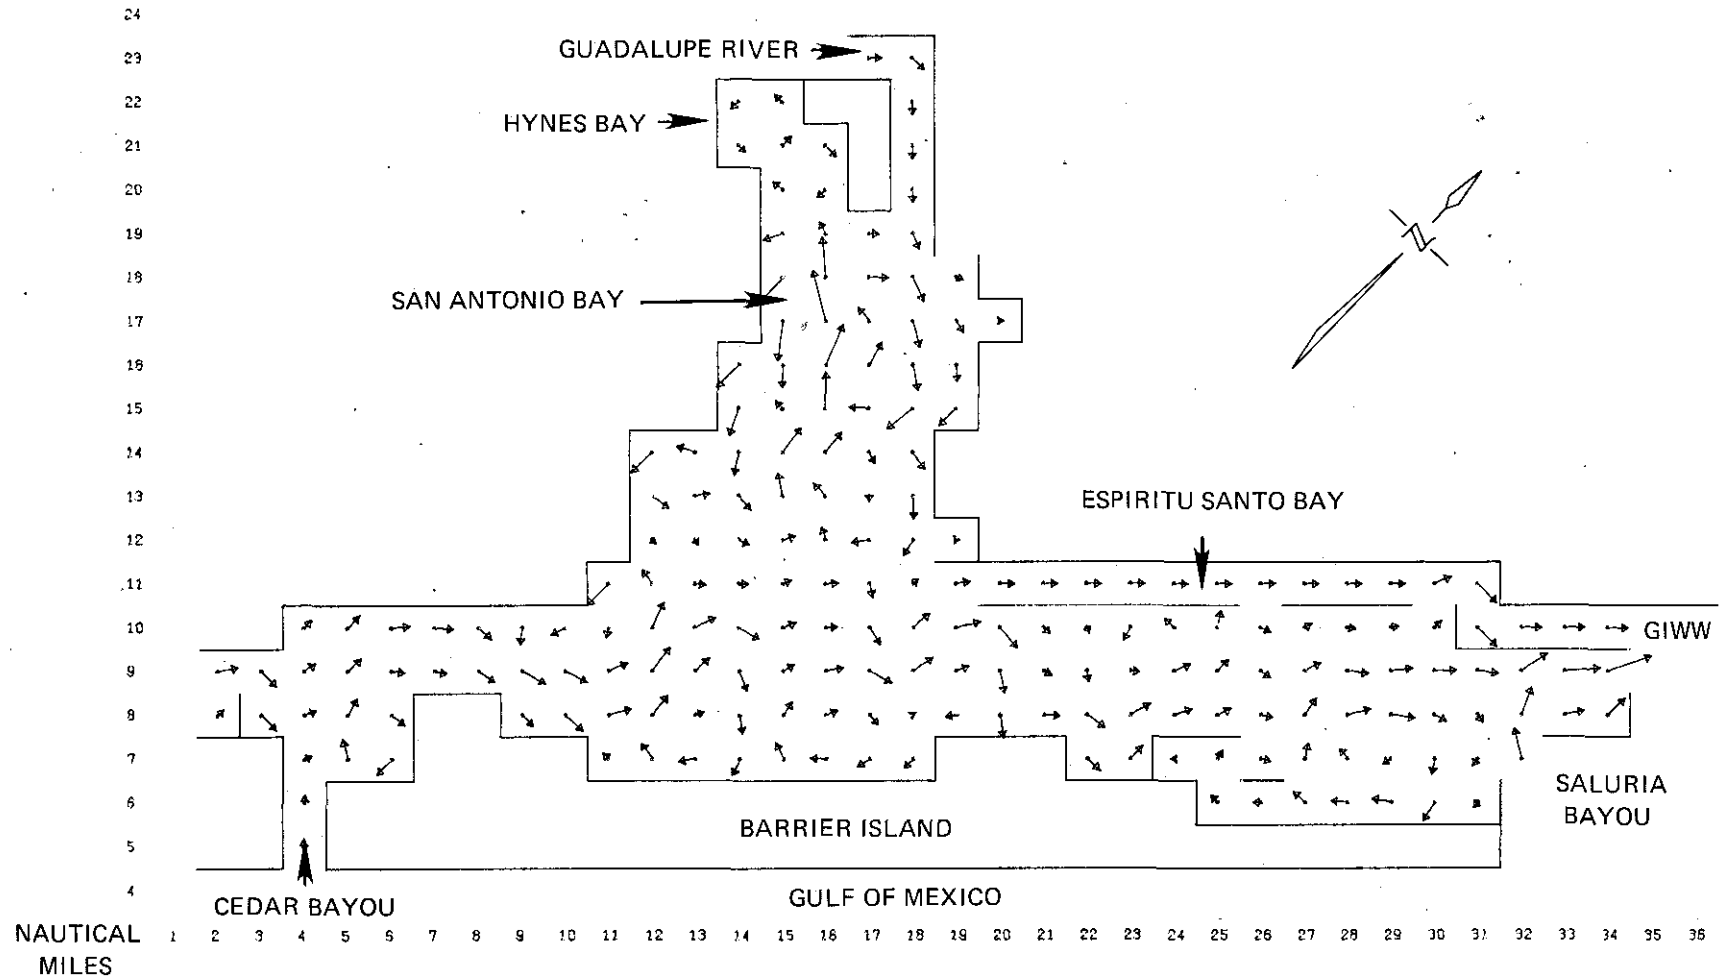 24
GUADALUPE RIVER
23
22
HYNES BAY
21
20
19
N
18
SAN ANTONIO BAY
17
16
15
14
13
ESPIRITU SANTO BAY
12
11
10
GIWW
9
8
7
SALURIA
BAYOU
6
BARRIER ISLAND
5
4
GULF OF MEXICO
CEDAR BAYOU
NAUTICAL
MILES
1 2 3 4 5 6 7 8 9 10 11 12 13 14 15 16 17 18 19 20 21 22 23 24 25 26 27 28 29 30 31 32 33 34 35 36